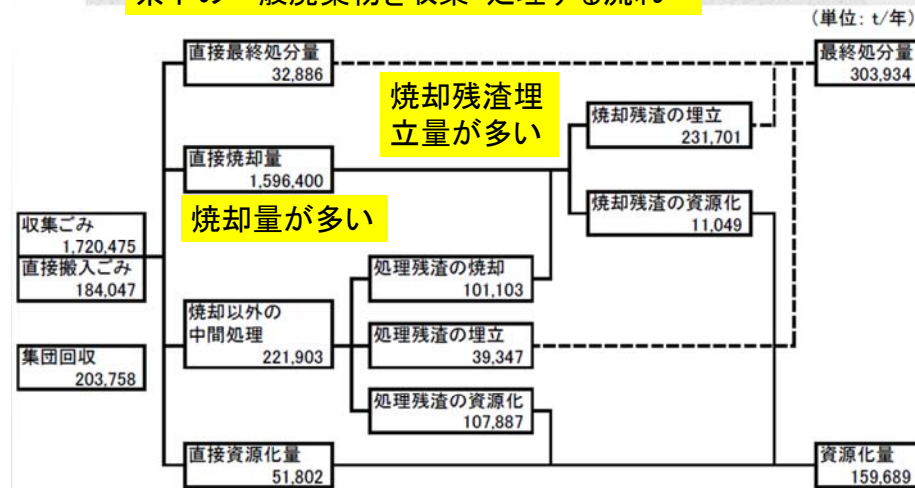 (単位: t/年)
直接最終処分量
32,886
最終処分量
303,934
焼却残渣埋
立量が多い
焼却残渣の埋立
231,701
直接焼却量
1,596,400
焼却残渣の資源化
11,049
焼却量が多い
収集ごみ
1,720,475
直接搬入ごみ
184,047
処理残渣の焼却
101,103
焼却以外の
中間処理
221,903
処理残渣の埋立
39,347
集団回収
203,758
処理残渣の資源化
107,887
直接資源化量
51,802
資源化量
159,689